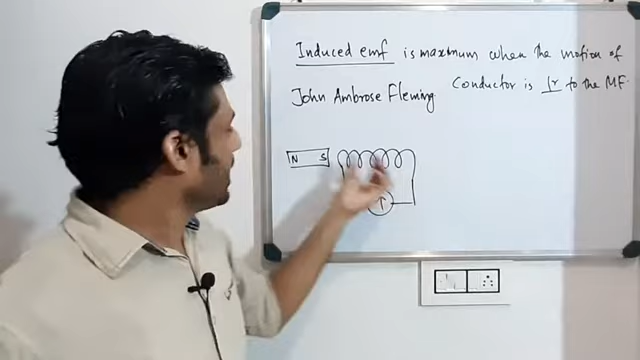 Induced emf is maximum when the motion of
John Ambrose Fleming Conductor is ⊥r to the MF.
N S